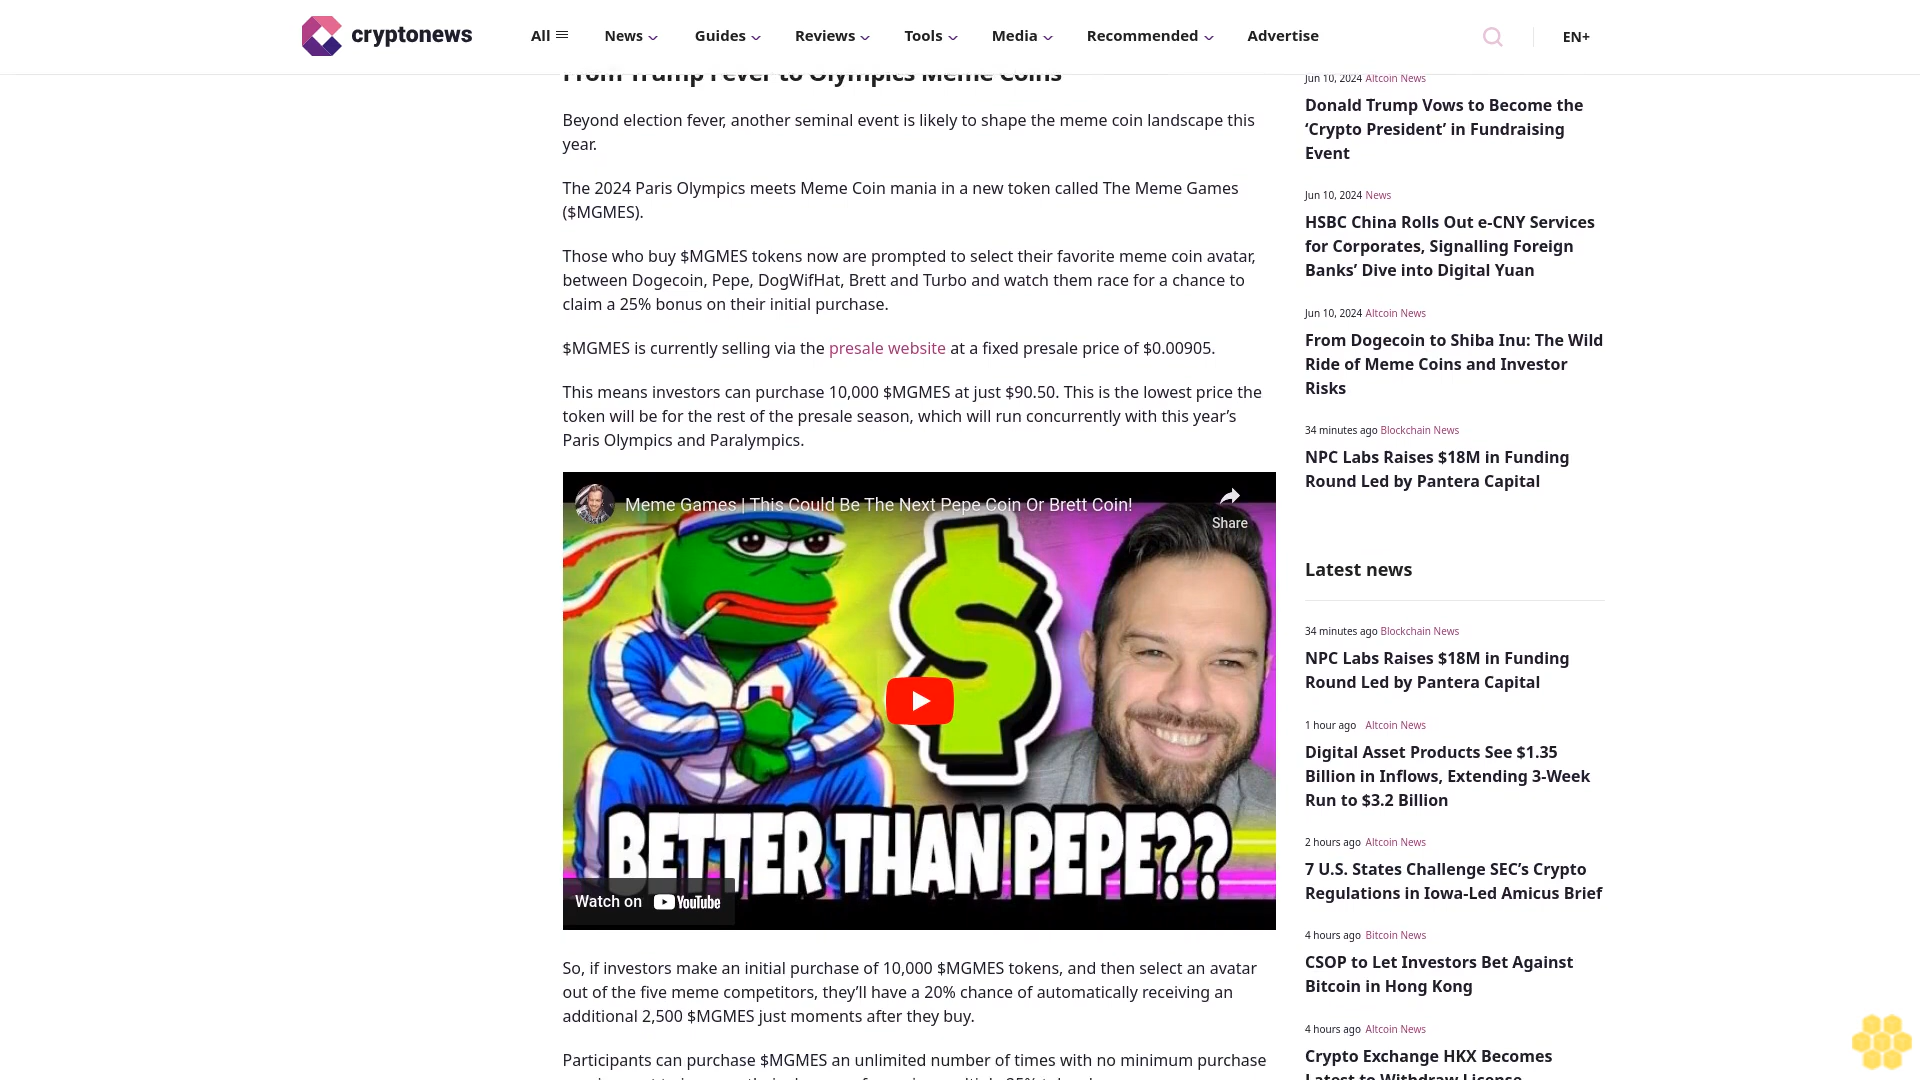 cryptonews
All
News
Guides
Reviews
Tools
Media
Recommended
Advertise
EN+
From Trump Fever to Olympics Meme Coins
Beyond election fever, another seminal event is likely to shape the meme coin landscape this
year.
The 2024 Paris Olympics meets Meme Coin mania in a new token called The Meme Games
($MGMES).
Those who buy $MGMES tokens now are prompted to select their favorite meme coin avatar,
between Dogecoin, Pepe, DogWifHat, Brett and Turbo and watch them race for a chance to
claim a 25% bonus on their initial purchase.
$MGMES is currently selling via the presale website at a fixed presale price of $0.00905.
This means investors can purchase 10,000 $MGMES at just $90.50. This is the lowest price the
token will be for the rest of the presale season, which will run concurrently with this year’s
Paris Olympics and Paralympics.
Meme Games | This Could Be The Next Pepe Coin Or Brett Coin!
Share
$
BETTER THAN PEPE??
Watch on YouTube
So, if investors make an initial purchase of 10,000 $MGMES tokens, and then select an avatar
out of the five meme competitors, they’ll have a 20% chance of automatically receiving an
additional 2,500 $MGMES just moments after they buy.
Participants can purchase $MGMES an unlimited number of times with no minimum purchase
Jun 10, 2024 Altcoin News
Donald Trump Vows to Become the
‘Crypto President’ in Fundraising
Event
Jun 10, 2024 News
HSBC China Rolls Out e-CNY Services
for Corporates, Signalling Foreign
Banks’ Dive into Digital Yuan
Jun 10, 2024 Altcoin News
From Dogecoin to Shiba Inu: The Wild
Ride of Meme Coins and Investor
Risks
34 minutes ago Blockchain News
NPC Labs Raises $18M in Funding
Round Led by Pantera Capital
Latest news
34 minutes ago Blockchain News
NPC Labs Raises $18M in Funding
Round Led by Pantera Capital
1 hour ago Altcoin News
Digital Asset Products See $1.35
Billion in Inflows, Extending 3-Week
Run to $3.2 Billion
2 hours ago Altcoin News
7 U.S. States Challenge SEC’s Crypto
Regulations in Iowa-Led Amicus Brief
4 hours ago Bitcoin News
CSOP to Let Investors Bet Against
Bitcoin in Hong Kong
4 hours ago Altcoin News
Crypto Exchange HKX Becomes
Latest to Withdraw License